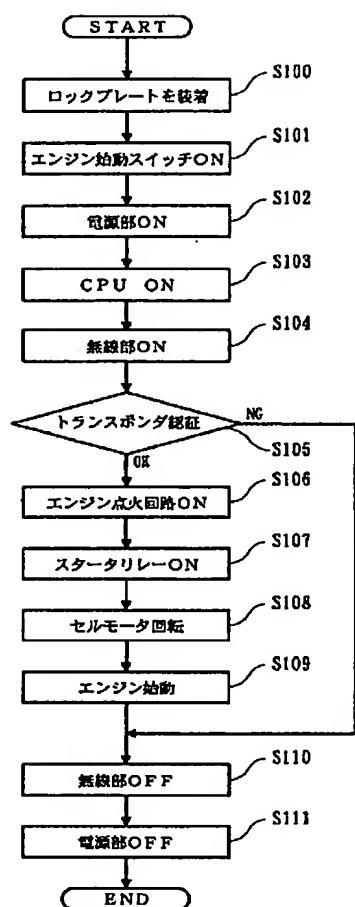 START
S100
ロックプレートを装着
S101
エンジン始動スイッチON
S102
電源部ON
S103
CPU ON
S104
無線部ON
トランスポンダ認証
NG
S105
OK
S106
エンジン点火回路ON
S107
スタータリレーON
S108
セルモータ回転
S109
エンジン始動
S110
無線部OFF
S111
電源部OFF
END